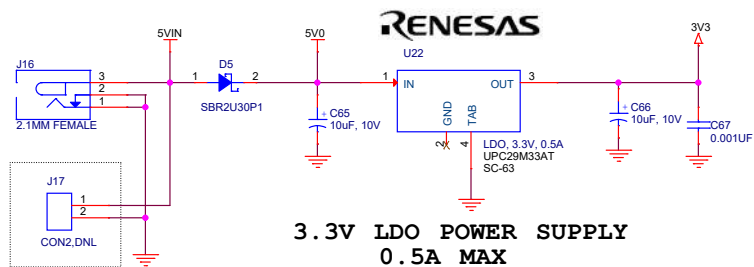 RENESAS
5VIN
5V0
3V3
J16
D5
U22
3
2
1
1
2
1
IN
OUT
3
2.1MM FEMALE
SBR2U30P1
+
C65
10uF, 10V
GND
TAB
2
4
LDO, 3.3V, 0.5A
UPC29M33AT
SC-63
+
C66
10uF, 10V
C67
0.001UF
J17
1
2
CON2,DNL
3.3V LDO POWER SUPPLY
0.5A MAX